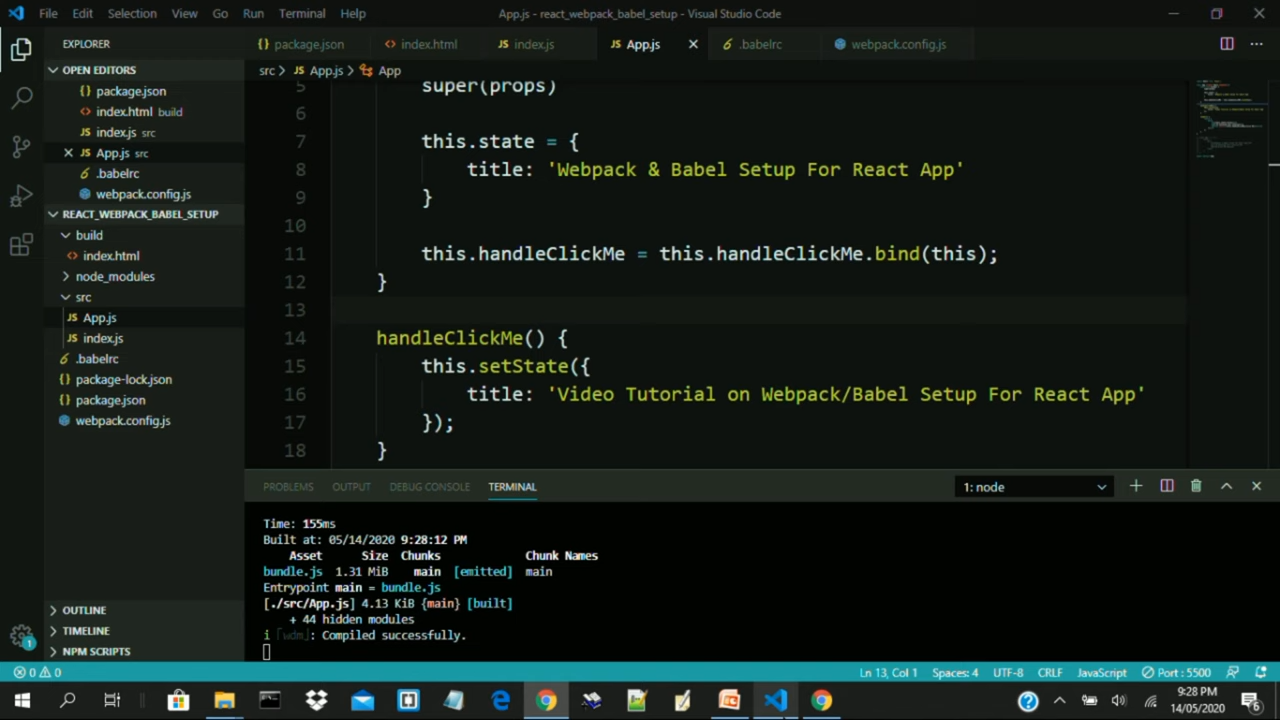 File Edit Selection View Go Run Terminal Help
App.js - react_webpack_babel_setup - Visual Studio Code
EXPLORER
{} package.json
<> index.html
JS index.js
JS App.js
.babelrc
webpack.config.js
OPEN EDITORS
{} package.json
<> index.html build
JS index.js src
JS App.js src
.babelrc
webpack.config.js
REACT_WEBPACK_BABEL_SETUP
build
<> index.html
node_modules
src
JS App.js
JS index.js
.babelrc
{} package-lock.json
{} package.json
webpack.config.js
OUTLINE
TIMELINE
NPM SCRIPTS
src > JS App.js > App
5 super(props)
6
7 this.state = {
8 title: 'Webpack & Babel Setup For React App'
9 }
10
11 this.handleClickMe = this.handleClickMe.bind(this);
12 }
13
14 handleClickMe() {
15 this.setState({
16 title: 'Video Tutorial on Webpack/Babel Setup For React App'
17 });
18 }
PROBLEMS OUTPUT DEBUG CONSOLE TERMINAL
1: node
Time: 155ms
Built at: 05/14/2020 9:28:12 PM
Asset Size Chunks Chunk Names
bundle.js 1.31 MiB main [emitted] main
Entrypoint main = bundle.js
[./src/App.js] 4.13 KiB {main} [built]
+ 44 hidden modules
i ｢wdm｣: Compiled successfully.
1
0 0
Ln 13, Col 1 Spaces: 4 UTF-8 CRLF JavaScript Port : 5500
9:28 PM
14/05/2020
6